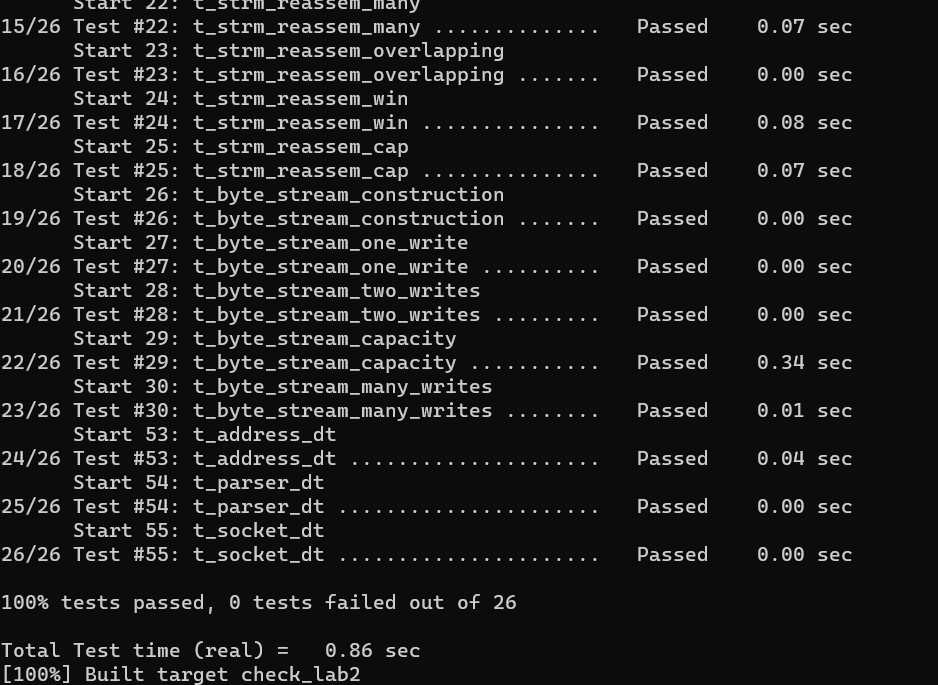 Start 22: t_strm_reassem_many
15/26 Test #22: t_strm_reassem_many ..............   Passed    0.07 sec
      Start 23: t_strm_reassem_overlapping
16/26 Test #23: t_strm_reassem_overlapping .......   Passed    0.00 sec
      Start 24: t_strm_reassem_win
17/26 Test #24: t_strm_reassem_win ...............   Passed    0.08 sec
      Start 25: t_strm_reassem_cap
18/26 Test #25: t_strm_reassem_cap ...............   Passed    0.07 sec
      Start 26: t_byte_stream_construction
19/26 Test #26: t_byte_stream_construction .......   Passed    0.00 sec
      Start 27: t_byte_stream_one_write
20/26 Test #27: t_byte_stream_one_write ..........   Passed    0.00 sec
      Start 28: t_byte_stream_two_writes
21/26 Test #28: t_byte_stream_two_writes .........   Passed    0.00 sec
      Start 29: t_byte_stream_capacity
22/26 Test #29: t_byte_stream_capacity ...........   Passed    0.34 sec
      Start 30: t_byte_stream_many_writes
23/26 Test #30: t_byte_stream_many_writes ........   Passed    0.01 sec
      Start 53: t_address_dt
24/26 Test #53: t_address_dt .....................   Passed    0.04 sec
      Start 54: t_parser_dt
25/26 Test #54: t_parser_dt ......................   Passed    0.00 sec
      Start 55: t_socket_dt
26/26 Test #55: t_socket_dt ......................   Passed    0.00 sec
100% tests passed, 0 tests failed out of 26
Total Test time (real) =   0.86 sec
[100%] Built target check_lab2